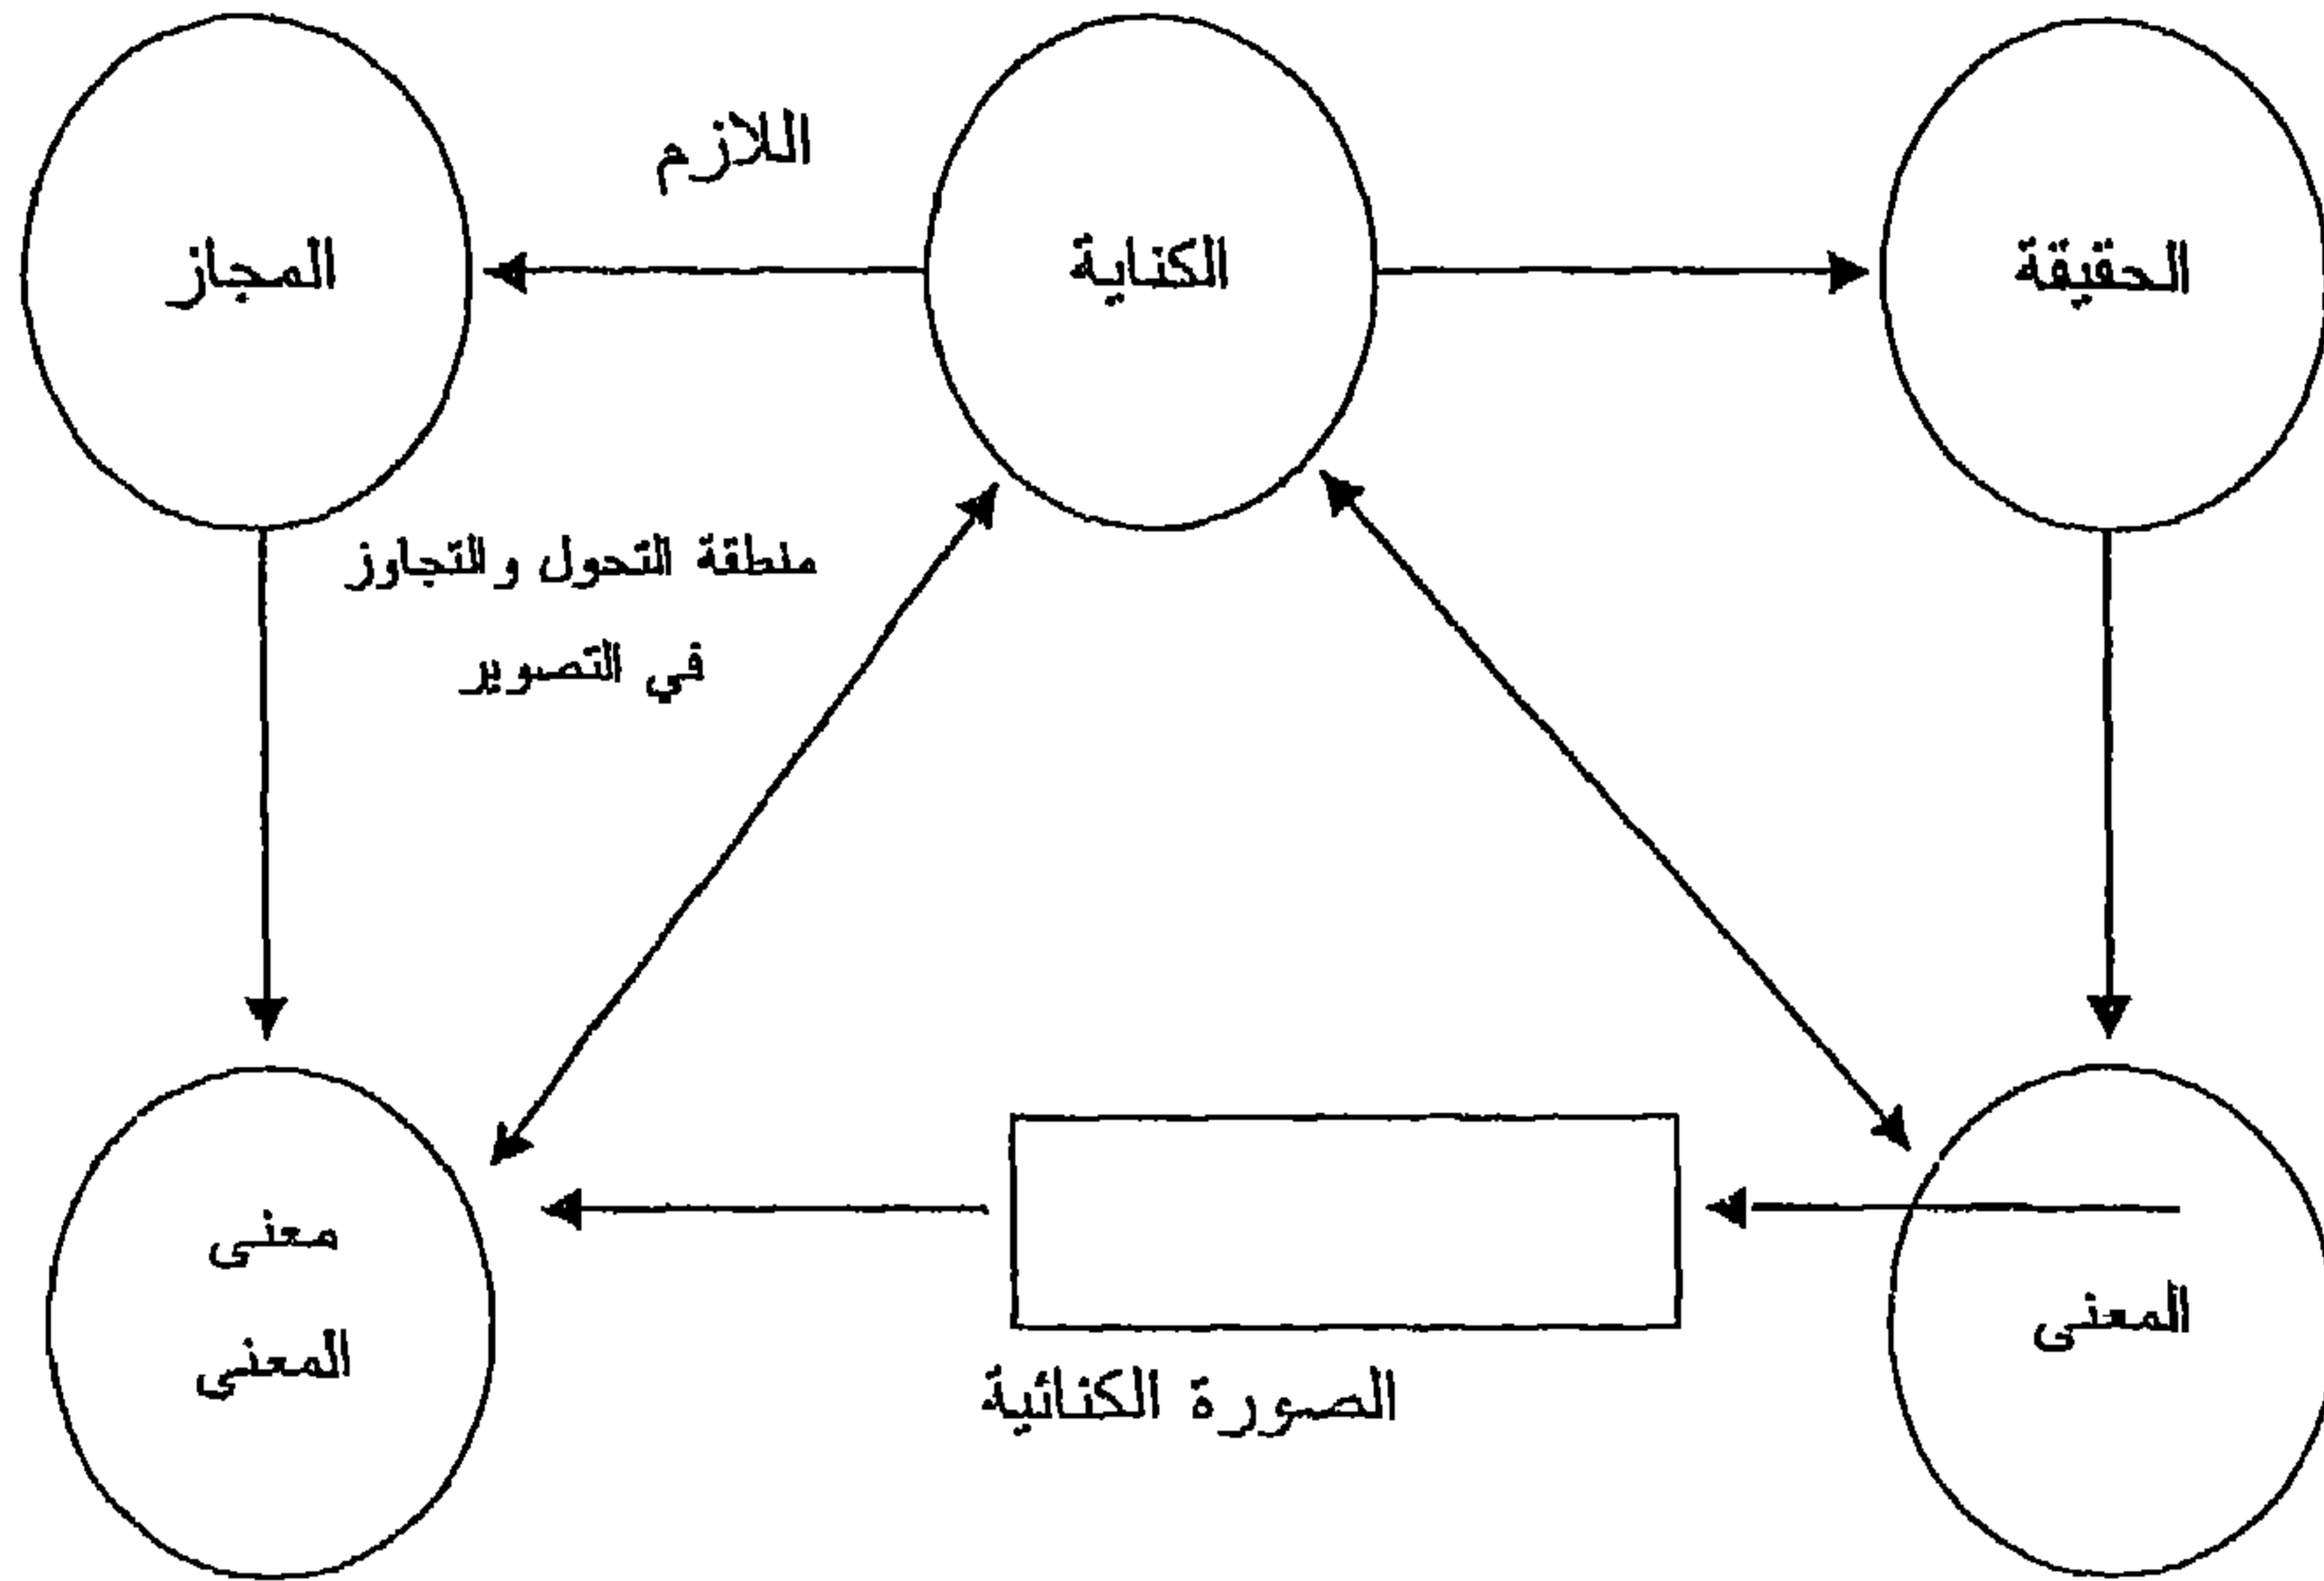 اللازم
الحقيقة
الكناية
المجاز
منطقة التحول والتجاوز
في التصوير
المعنى
معنى
المعنى
الصورة الكنائية